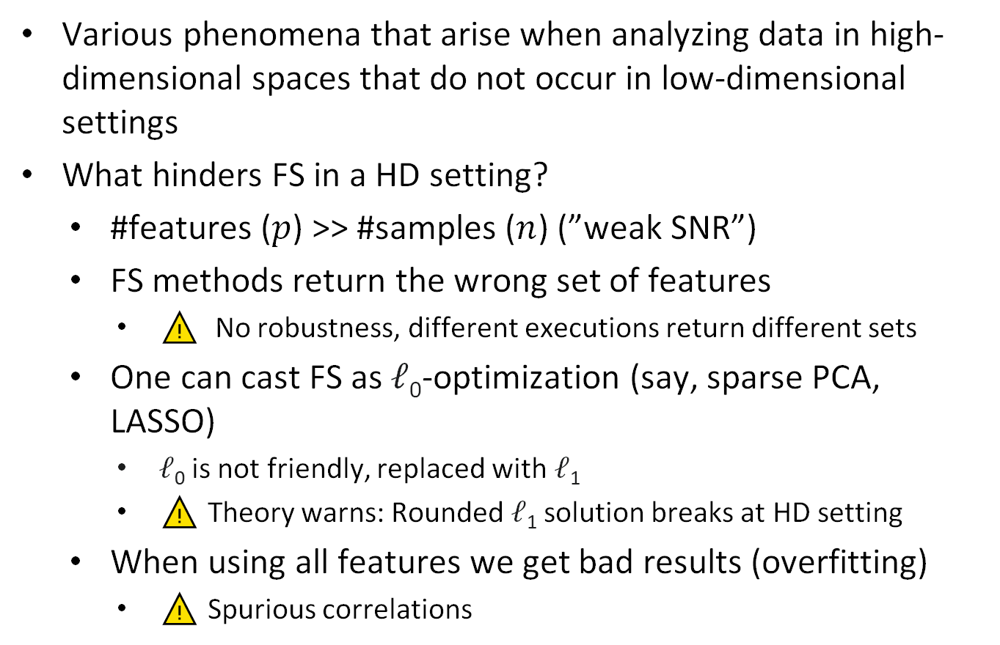 • Various phenomena that arise when analyzing data in high-
dimensional spaces that do not occur in low-dimensional
settings
• What hinders FS in a HD setting?
• #features (𝑝) >> #samples (𝑛) (”weak SNR”)
• FS methods return the wrong set of features
• ⚠ No robustness, different executions return different sets
• One can cast FS as ℓ₀-optimization (say, sparse PCA,
LASSO)
• ℓ₀ is not friendly, replaced with ℓ₁
• ⚠ Theory warns: Rounded ℓ₁ solution breaks at HD setting
• When using all features we get bad results (overfitting)
• ⚠ Spurious correlations